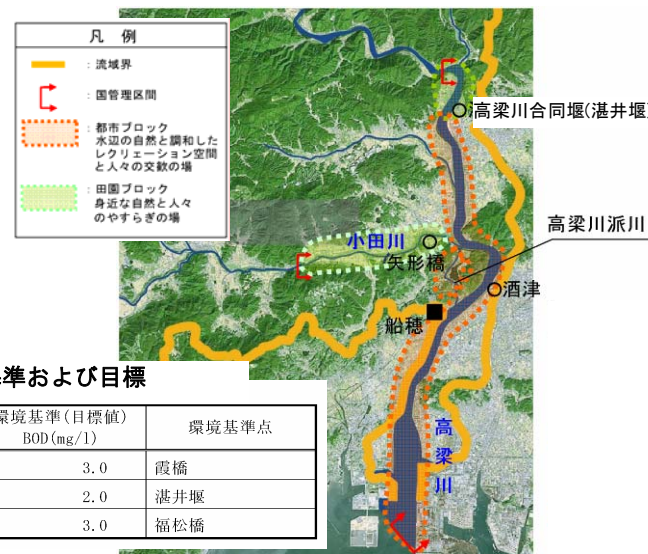 凡 例
：流域界
：国管理区間
：都市ブロック
水辺の自然と調和した
レクリェーション空間
と人々の交歓の場
：田園ブロック
身近な自然と人々
のやすらぎの場
高梁川合同堰(湛井堰)
高梁川派川
小田川
矢形橋
酒津
船穂
高梁川
準および目標
環境基準(目標値)
BOD(mg/l)
環境基準点
3.0 霞橋
2.0 湛井堰
3.0 福松橋